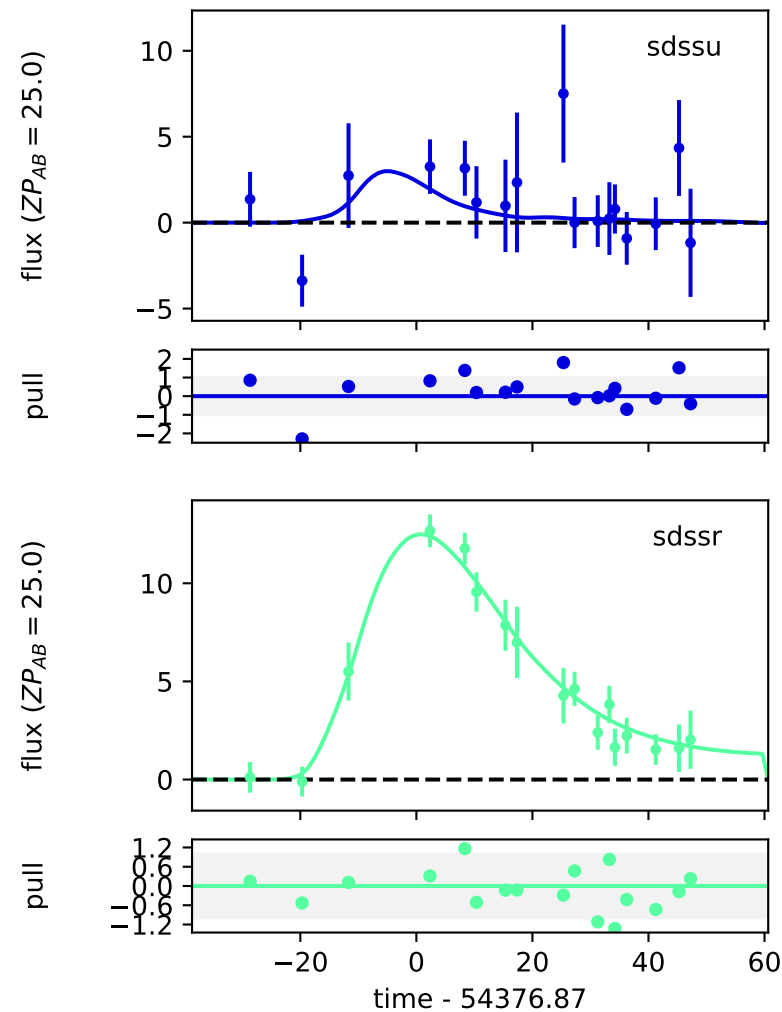 sdssu
flux (ZP_AB = 25.0)
10
5
0
−5
pull
2
1
0
−1
−2
sdssr
flux (ZP_AB = 25.0)
10
5
0
pull
1.2
0.6
0.0
−0.6
−1.2
−20 0 20 40 60
time - 54376.87